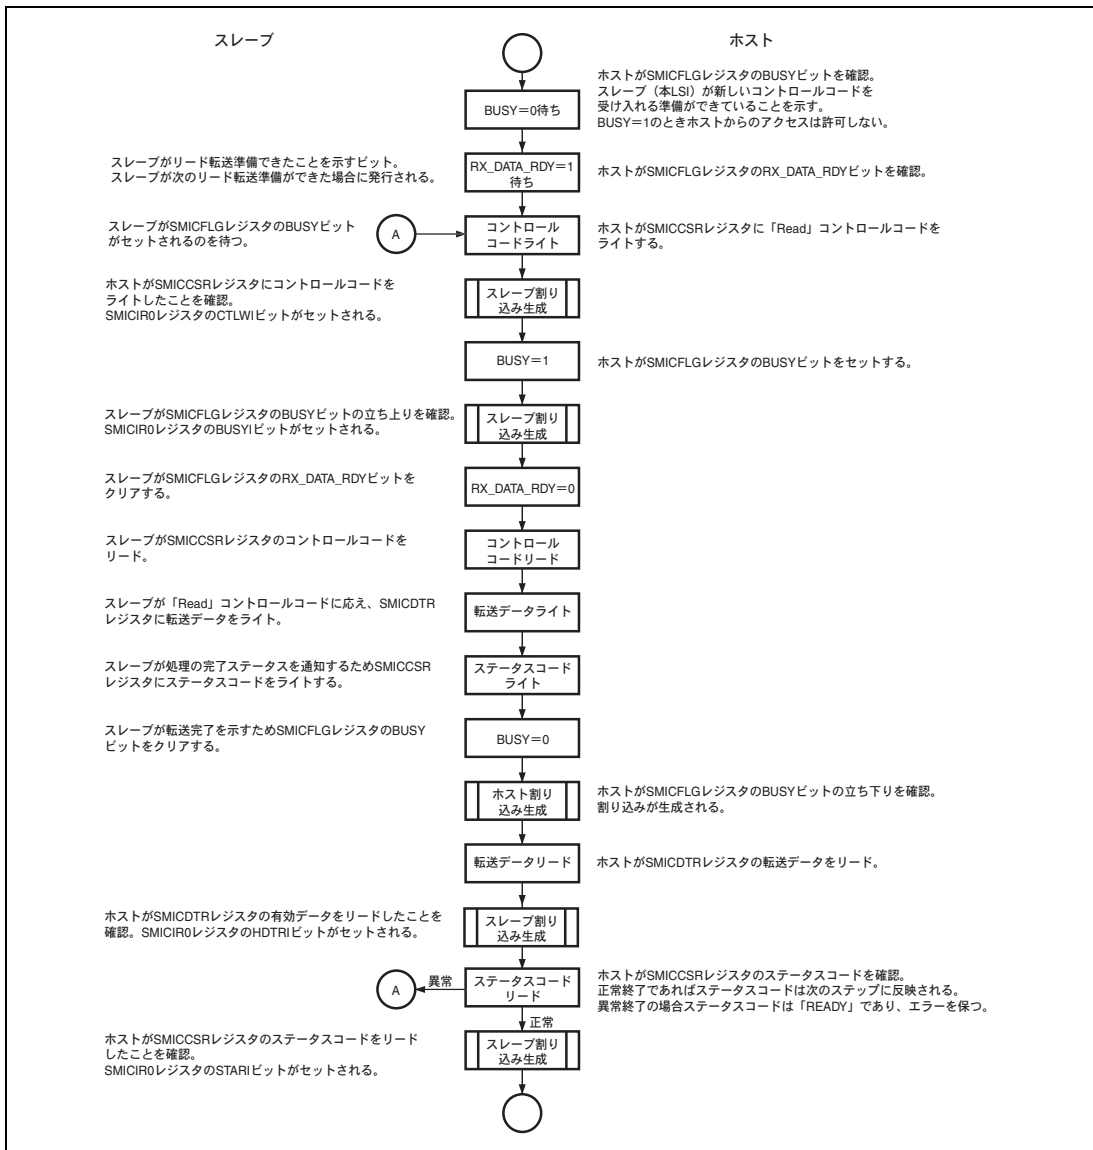 スレーブ
ホスト
ホストがSMICFLGレジスタのBUSYビットを確認。
スレーブ（本LSI）が新しいコントロールコードを
受け入れる準備ができていることを示す。
BUSY＝1のときホストからのアクセスは許可しない。
BUSY＝0待ち
スレーブがリード転送準備できたことを示すビット。
スレーブが次のリード転送準備ができた場合に発行される。
RX_DATA_RDY＝1
待ち
ホストがSMICFLGレジスタのRX_DATA_RDYビットを確認。
スレーブがSMICFLGレジスタのBUSYビット
がセットされるのを待つ。
A
コントロール
コードライト
ホストがSMICCSRレジスタに「Read」コントロールコードを
ライトする。
ホストがSMICCSRレジスタにコントロールコードを
ライトしたことを確認。
SMICIR0レジスタのCTLWIビットがセットされる。
スレーブ割り
込み生成
BUSY＝1
ホストがSMICFLGレジスタのBUSYビットをセットする。
スレーブがSMICFLGレジスタのBUSYビットの立ち上りを確認。
SMICIR0レジスタのBUSYIビットがセットされる。
スレーブ割り
込み生成
スレーブがSMICFLGレジスタのRX_DATA_RDYビットを
クリアする。
RX_DATA_RDY＝0
スレーブがSMICCSRレジスタのコントロールコードを
リード。
コントロール
コードリード
スレーブが「Read」コントロールコードに応え、SMICDTR
レジスタに転送データをライト。
転送データライト
スレーブが処理の完了ステータスを通知するためSMICCSR
レジスタにステータスコードをライトする。
ステータスコード
ライト
スレーブが転送完了を示すためSMICFLGレジスタのBUSY
ビットをクリアする。
BUSY＝0
ホスト割り
込み生成
ホストがSMICFLGレジスタのBUSYビットの立ち下りを確認。
割り込みが生成される。
転送データリード
ホストがSMICDTRレジスタの転送データをリード。
ホストがSMICDTRレジスタの有効データをリードしたことを
確認。SMICIR0レジスタのHDTRIビットがセットされる。
スレーブ割り
込み生成
A
異常
ステータスコード
リード
ホストがSMICCSRレジスタのステータスコードを確認。
正常終了であればステータスコードは次のステップに反映される。
異常終了の場合ステータスコードは「READY」であり、エラーを保つ。
正常
ホストがSMICCSRレジスタのステータスコードをリード
したことを確認。
SMICIR0レジスタのSTARIビットがセットされる。
スレーブ割り
込み生成